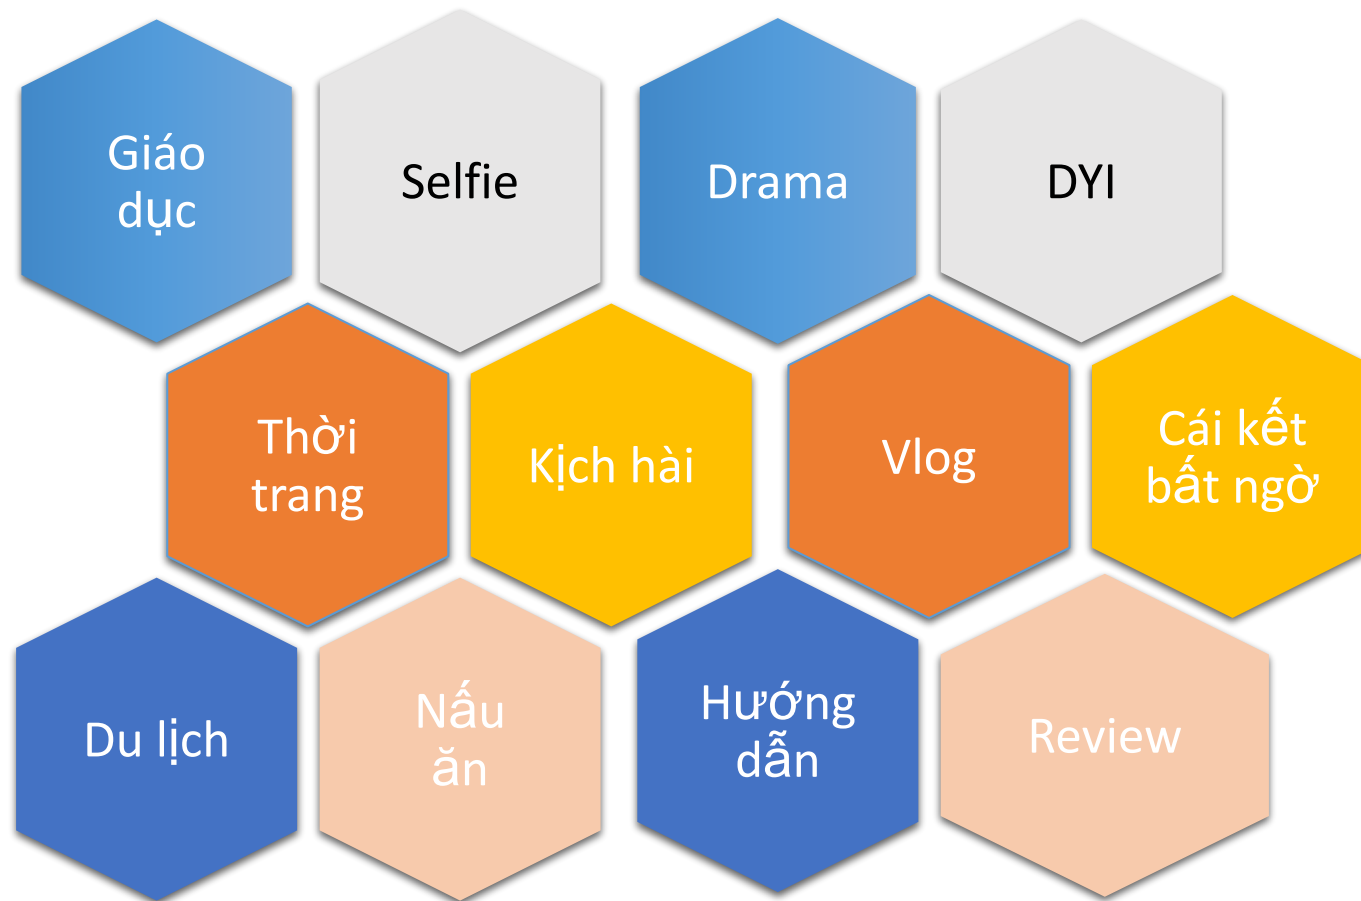 Giáo
dục
Selfie
Drama
DYI
Thời
trang
Kịch hài
Vlog
Cái kết
bất ngờ
Du lịch
Nấu
ăn
Hướng
dẫn
Review